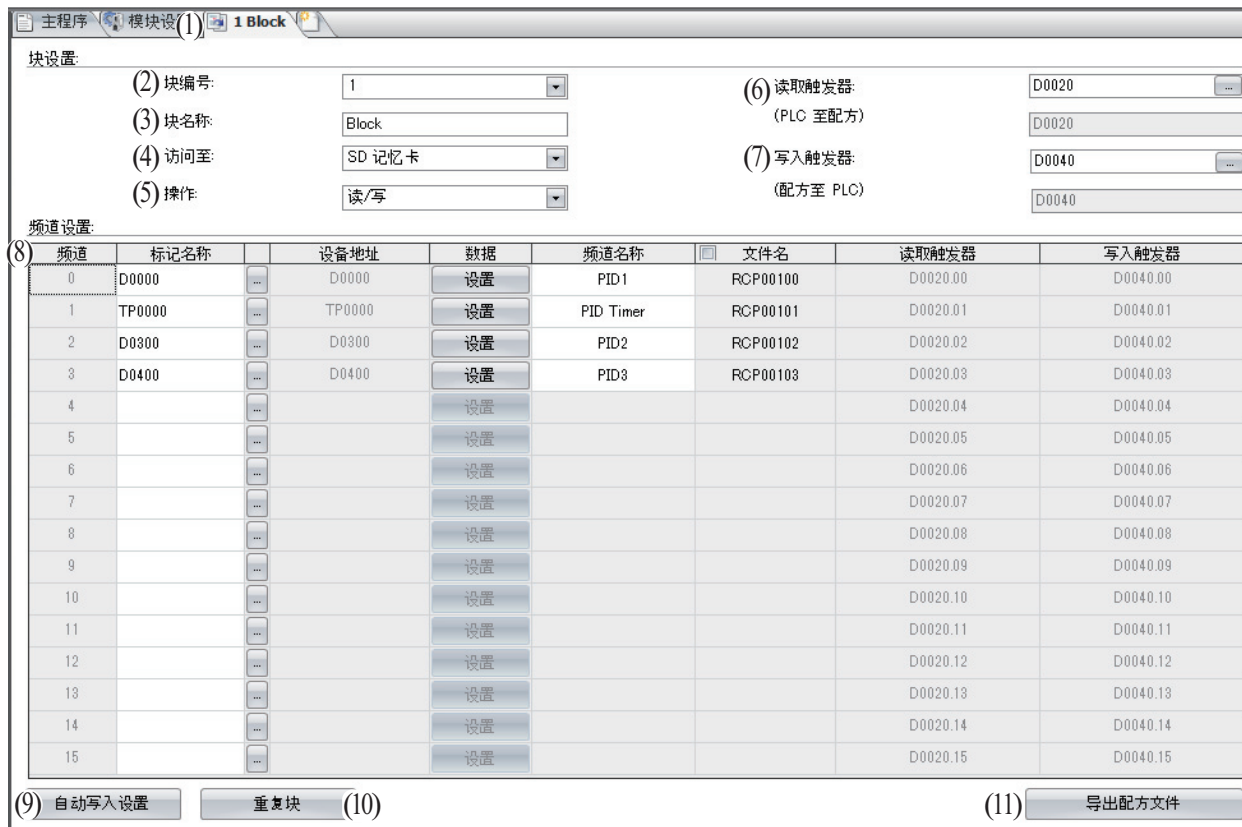 主程序 模块设 (1) 1 Block
块设置:
(2) 块编号: 1 (6) 读取触发器: D0020 ...
(3) 块名称: Block (PLC 至配方) D0020
(4) 访问至: SD 记忆卡 (7) 写入触发器: D0040 ...
(5) 操作: 读/写 (配方至 PLC) D0040
频道设置:
(8) 频道 标记名称 设备地址 数据 频道名称 文件名 读取触发器 写入触发器
0 D0000 ... D0000 设置 PID1 RCP00100 D0020.00 D0040.00
1 TP0000 ... TP0000 设置 PID Timer RCP00101 D0020.01 D0040.01
2 D0300 ... D0300 设置 PID2 RCP00102 D0020.02 D0040.02
3 D0400 ... D0400 设置 PID3 RCP00103 D0020.03 D0040.03
4 ... 设置 D0020.04 D0040.04
5 ... 设置 D0020.05 D0040.05
6 ... 设置 D0020.06 D0040.06
7 ... 设置 D0020.07 D0040.07
8 ... 设置 D0020.08 D0040.08
9 ... 设置 D0020.09 D0040.09
10 ... 设置 D0020.10 D0040.10
11 ... 设置 D0020.11 D0040.11
12 ... 设置 D0020.12 D0040.12
13 ... 设置 D0020.13 D0040.13
14 ... 设置 D0020.14 D0040.14
15 ... 设置 D0020.15 D0040.15
(9) 自动写入设置 重复块 (10) (11) 导出配方文件